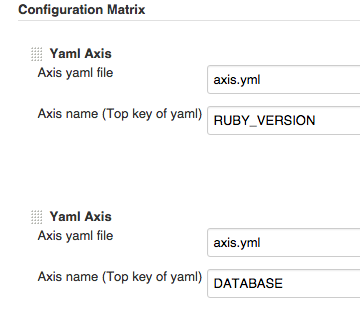 Configuration Matrix
Yaml Axis
Axis yaml file
axis.yml
Axis name (Top key of yaml)
RUBY_VERSION
Yaml Axis
Axis yaml file
axis.yml
Axis name (Top key of yaml)
DATABASE